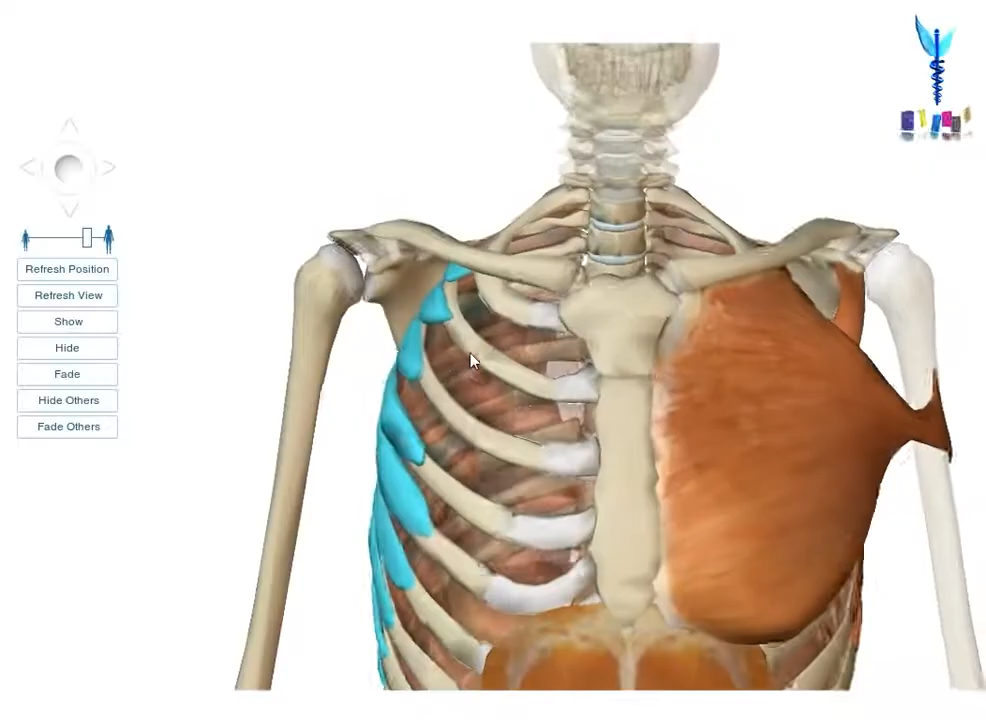 Refresh Position
Refresh View
Show
Hide
Fade
Hide Others
Fade Others